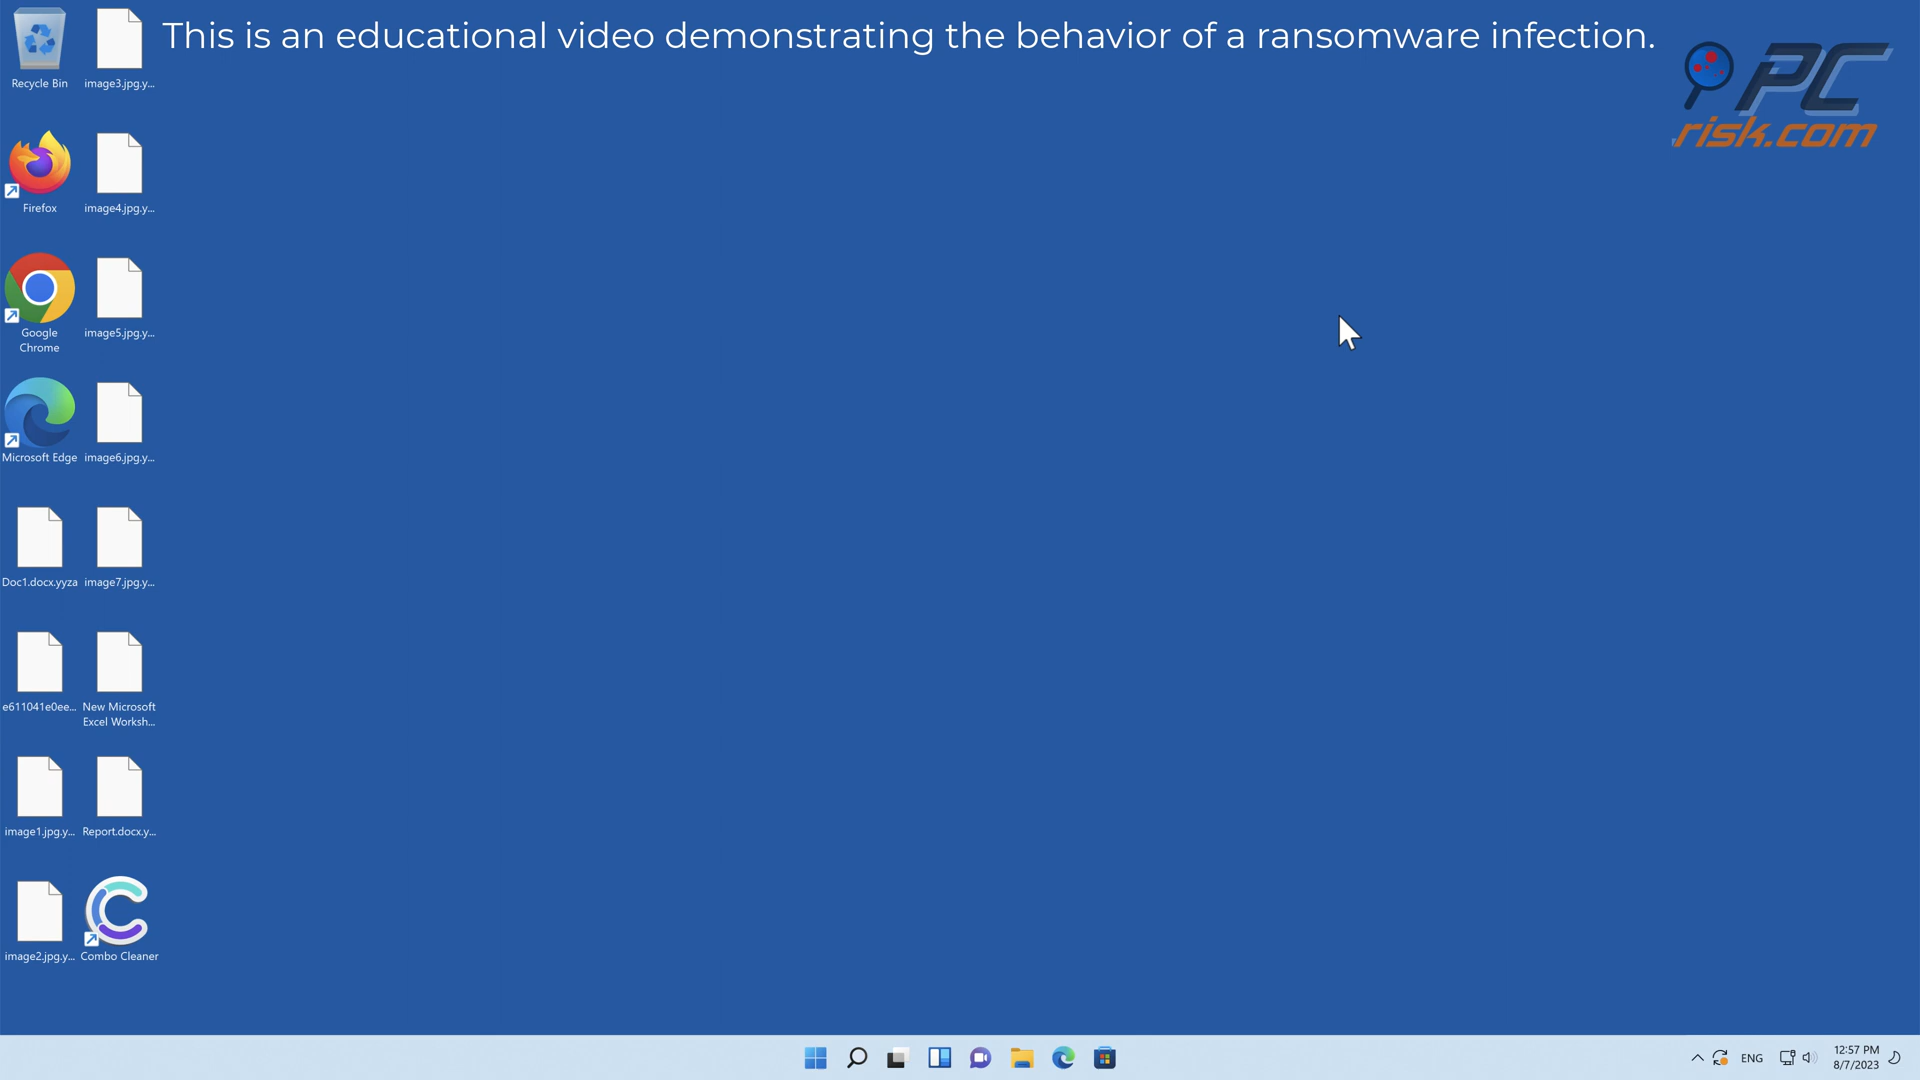 This is an educational video demonstrating the behavior of a ransomware infection.
PC
risk.com
Recycle Bin
image3.jpg.y...
Firefox
image4.jpg.y...
Google
Chrome
image5.jpg.y...
Microsoft Edge
image6.jpg.y...
Doc1.docx.yyza
image7.jpg.y...
e611041e0ee...
New Microsoft
Excel Worksh...
image1.jpg.y...
Report.docx.y...
image2.jpg.y...
Combo Cleaner
ENG
12:57 PM
8/7/2023